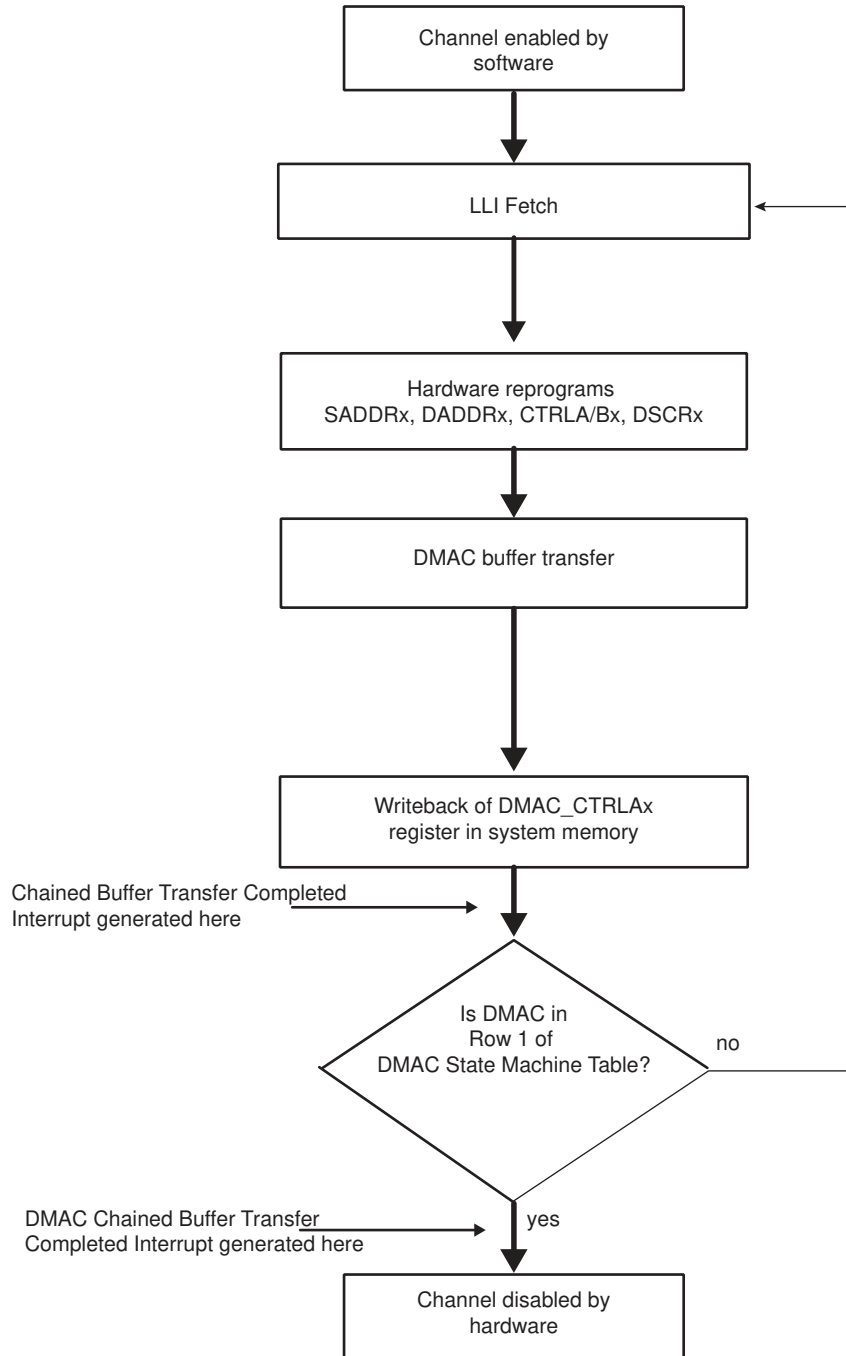 Channel enabled by
software
LLI Fetch
Hardware reprograms
SADDRx, DADDRx, CTRLA/Bx, DSCRx
DMAC buffer transfer
Writeback of DMAC_CTRLAx
register in system memory
Chained Buffer Transfer Completed
Interrupt generated here
Is DMAC in
Row 1 of
DMAC State Machine Table?
no
yes
DMAC Chained Buffer Transfer
Completed Interrupt generated here
Channel disabled by
hardware